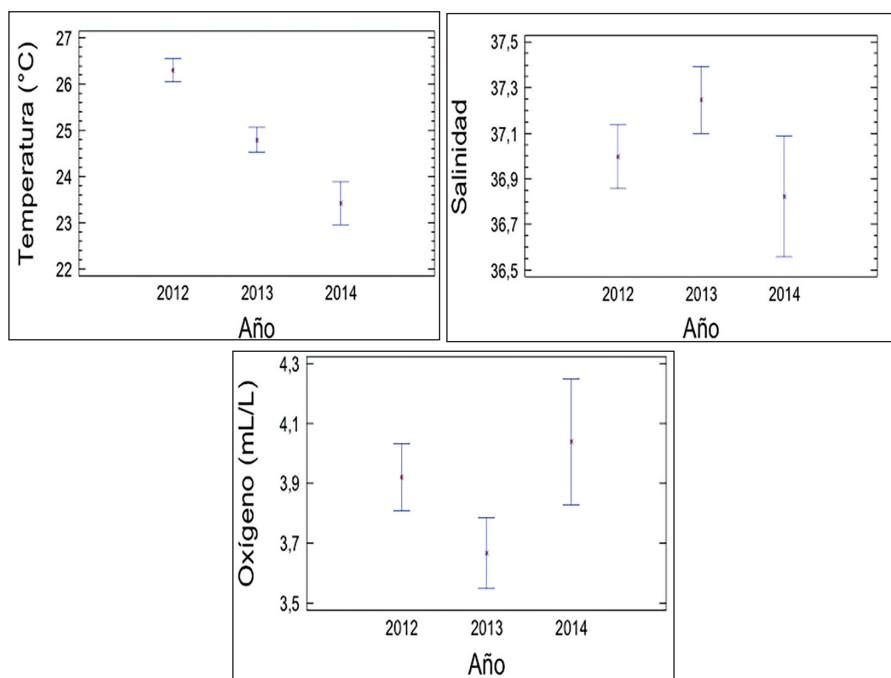 Temperatura (°C)
27
26
25
24
23
22
2012 2013 2014
Año
Salinidad
37,5
37,3
37,1
36,9
36,7
36,5
2012 2013 2014
Año
Oxígeno (mL/L)
4,3
4,1
3,9
3,7
3,5
2012 2013 2014
Año